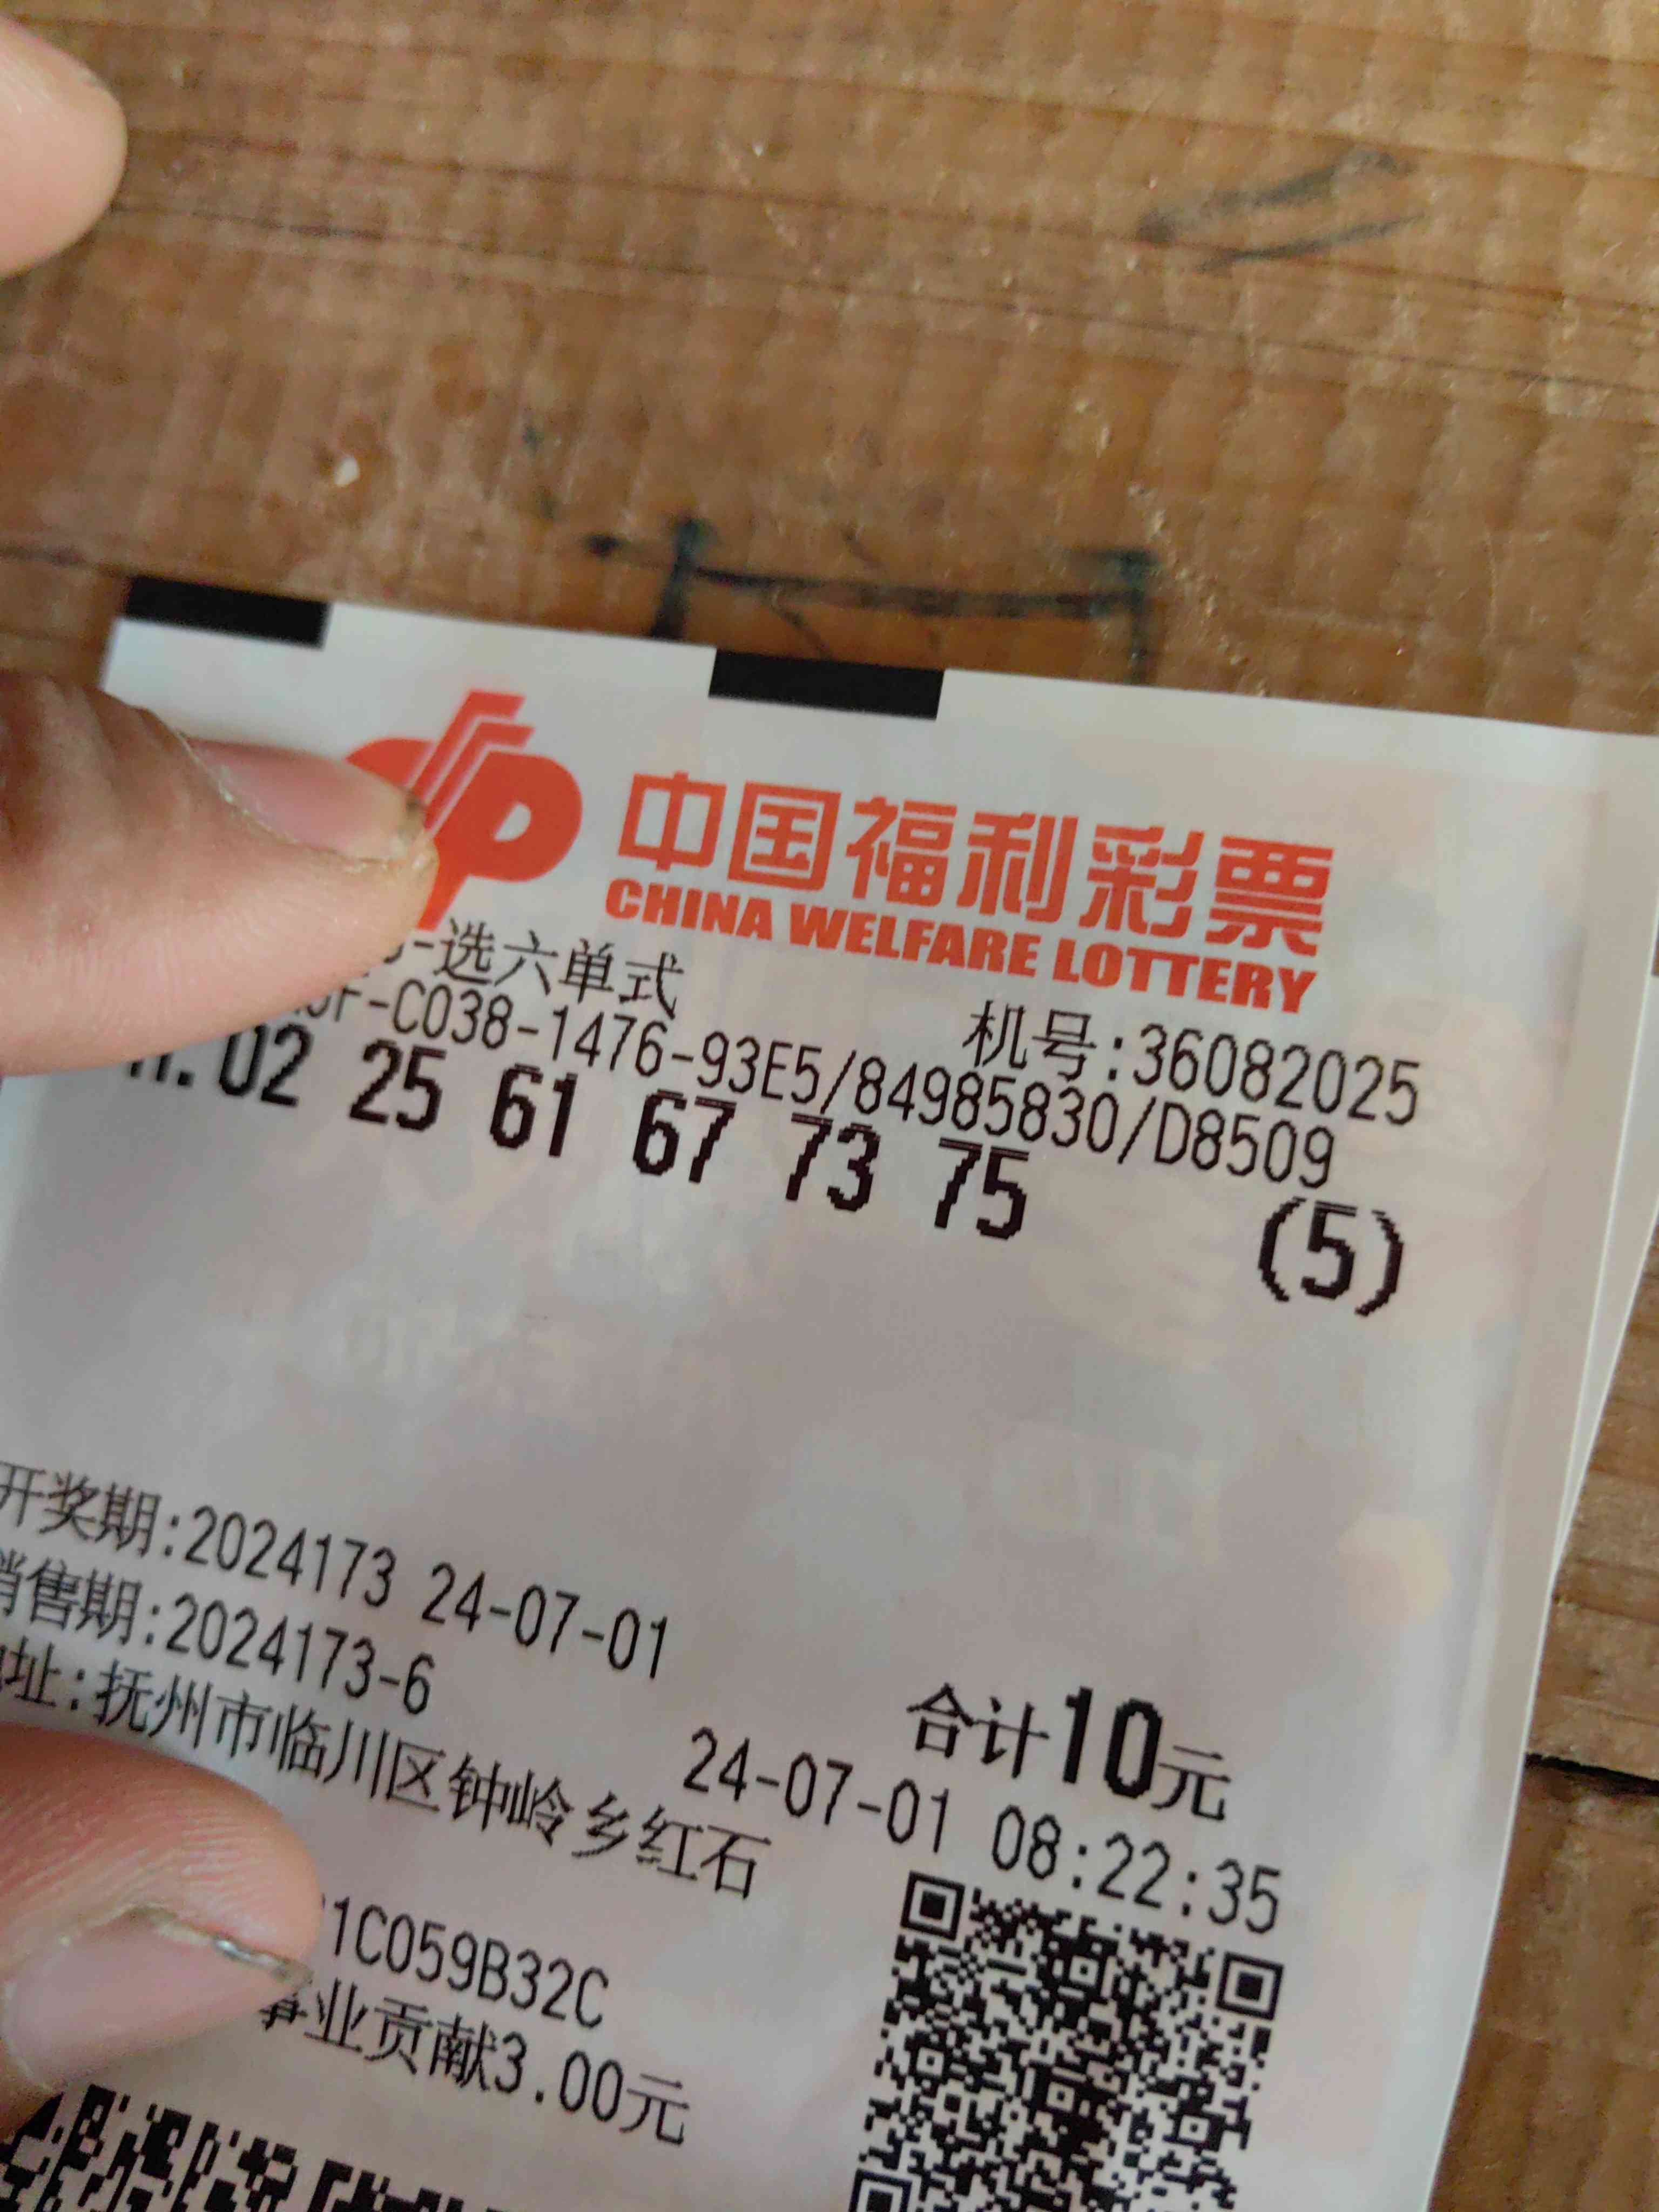 中国福利彩票
CHINA WELFARE LOTTERY
-选六单式
机号:36082025
F-C038-1476-93E5/84985830/D8509
02 25 61 67 73 75 (5)
开奖期:2024173 24-07-01
销售期:2024173-6
合计10元
址:抚州市临川区钟岭乡红石
24-07-01 08:22:35
1C059B32C
事业贡献3.00元